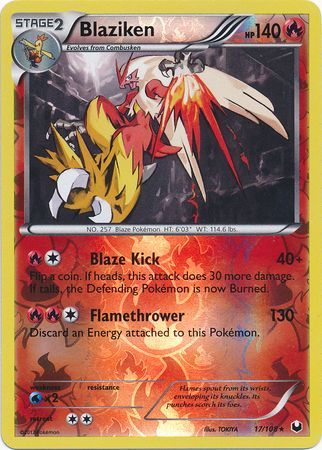 STAGE2
Blaziken
HP140
Evolves from Combusken
NO. 257 Blaze Pokémon HT: 6'03" WT: 114.6 lbs.
Blaze Kick 40+
Flip a coin. If heads, this attack does 30 more damage.
If tails, the Defending Pokémon is now Burned.
Flamethrower 130
Discard an Energy attached to this Pokémon.
weakness
resistance
×2
retreat
Flames spout from its wrists,
enveloping its knuckles. Its
punches scorch its foes.
Illus. TOKIYA
17/108★